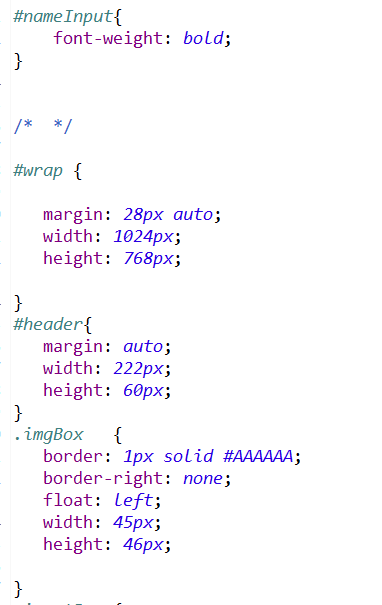 #nameInput{
font-weight: bold;
}
/*  */
#wrap {
margin: 28px auto;
width: 1024px;
height: 768px;
}
#header{
margin: auto;
width: 222px;
height: 60px;
}
.imgBox   {
border: 1px solid #AAAAAA;
border-right: none;
float: left;
width: 45px;
height: 46px;
}